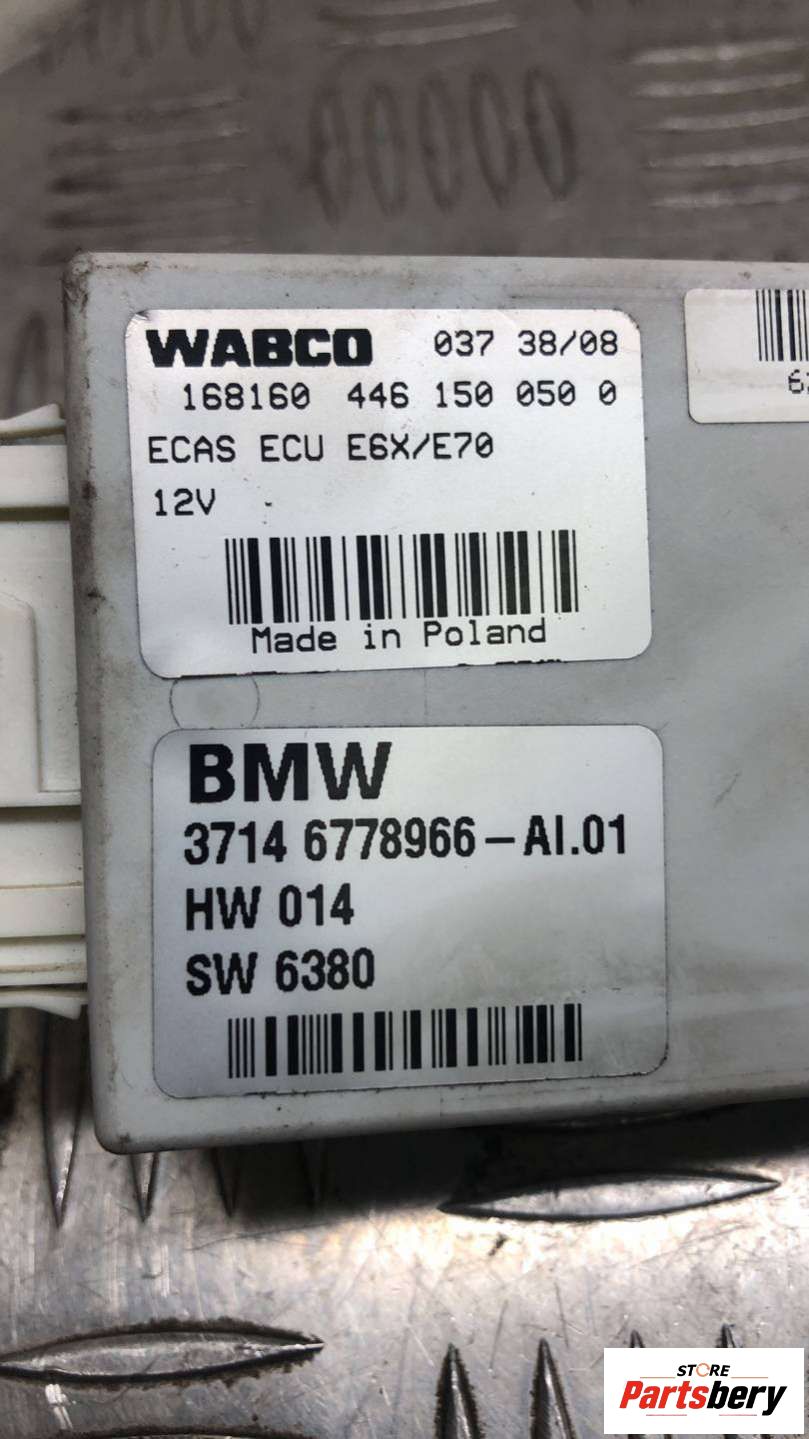 WABCO 037 38/08
168160 446 150 050 0
ECAS ECU E6X/E70
12V
Made in Poland
BMW
3714 6778966-AI.01
HW 014
SW 6380
STORE
Partsbery